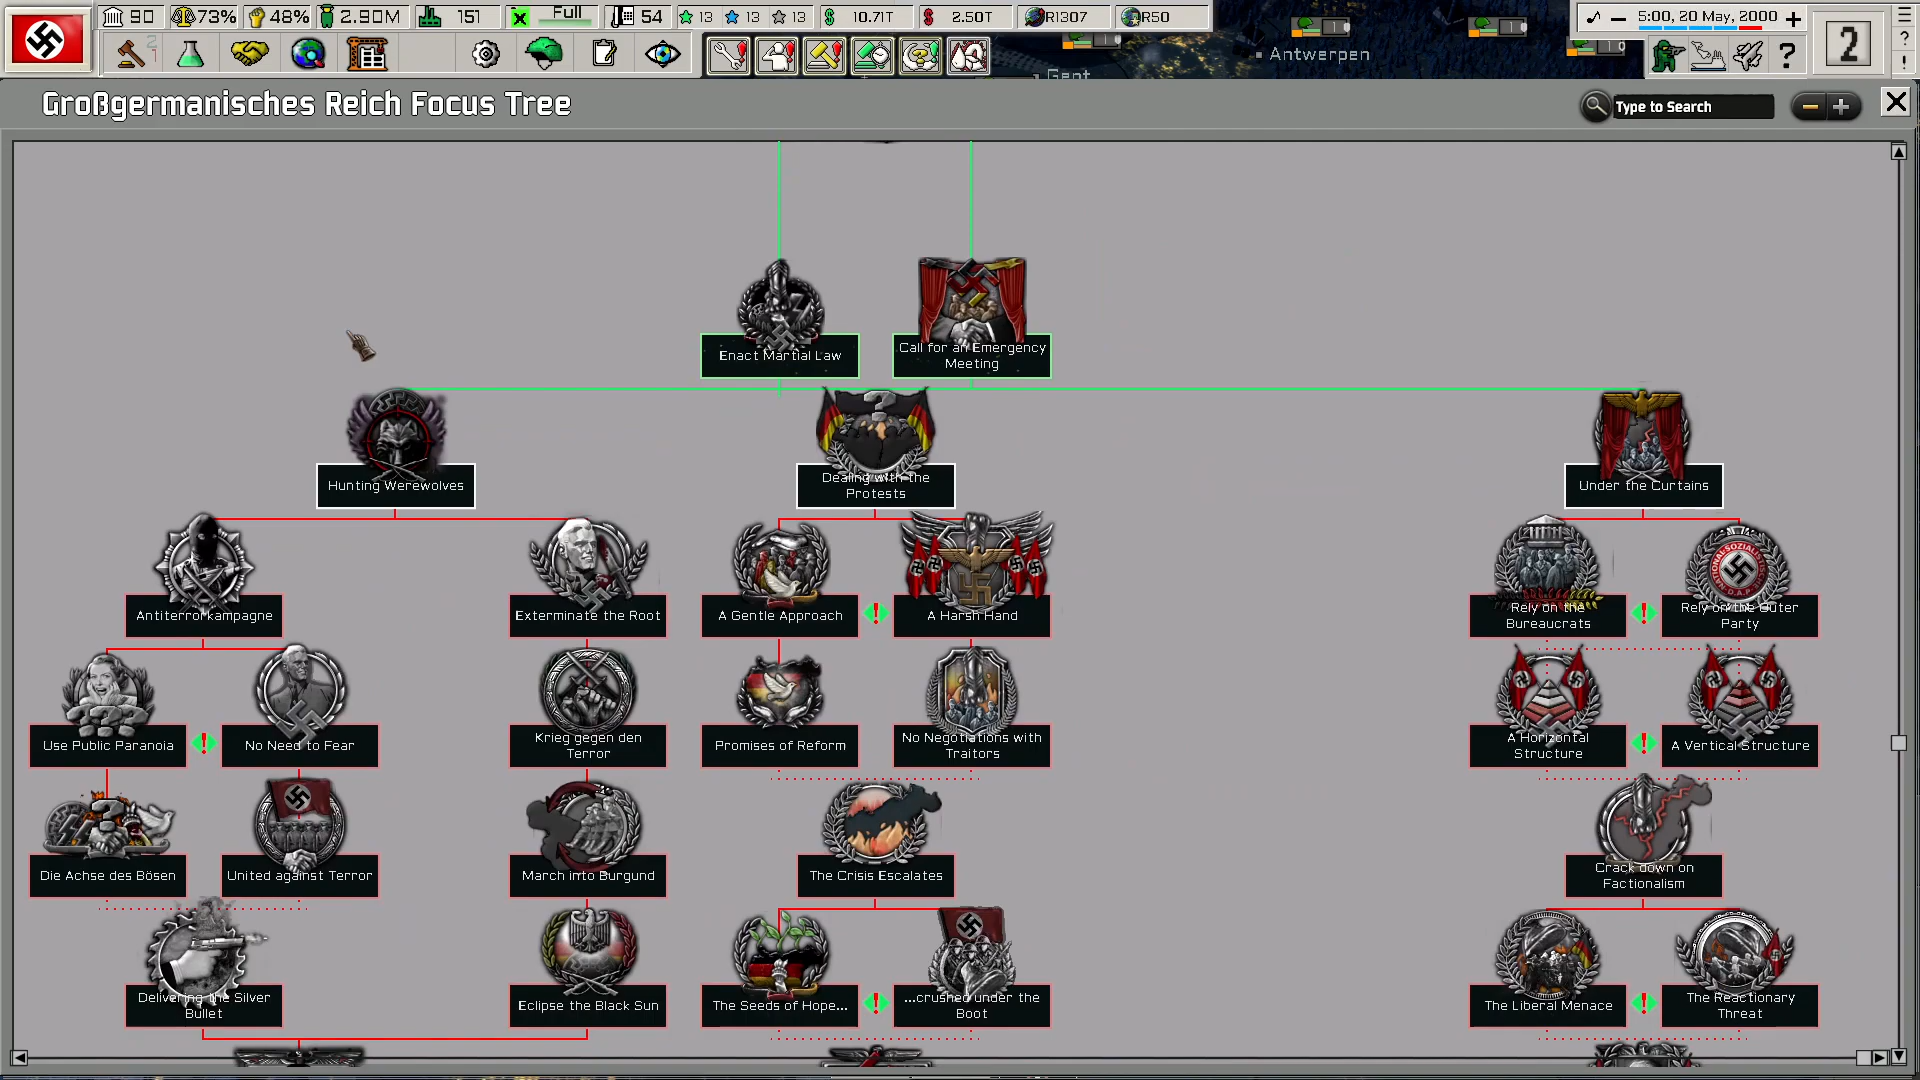 90 73% 48% 2.90M 151 Full 54 13 13 13 10.71T 2.50T R1307 R50
5:00, 20 May, 2000
2
Antwerpen
Gent
Großgermanisches Reich Focus Tree
Type to Search
Enact Martial Law
Call for an Emergency
Meeting
Hunting Werewolves
Dealing with the
Protests
Under the Curtains
Antiterrorkampagne
Exterminate the Root
A Gentle Approach
A Harsh Hand
Rely on the
Bureaucrats
Rely on the Outer
Party
Use Public Paranoia
No Need to Fear
Krieg gegen den
Terror
Promises of Reform
No Negotiations with
Traitors
A Horizontal
Structure
A Vertical Structure
Die Achse des Bösen
United against Terror
March into Burgund
The Crisis Escalates
Crack down on
Factionalism
Delivering the Silver
Bullet
Eclipse the Black Sun
The Seeds of Hope...
...crushed under the
Boot
The Liberal Menace
The Reactionary
Threat